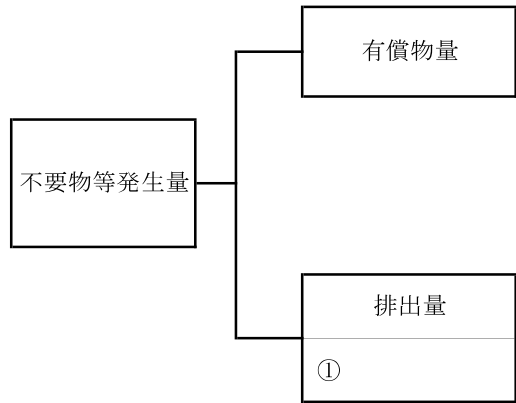 有償物量
不要物等発生量
排出量
①